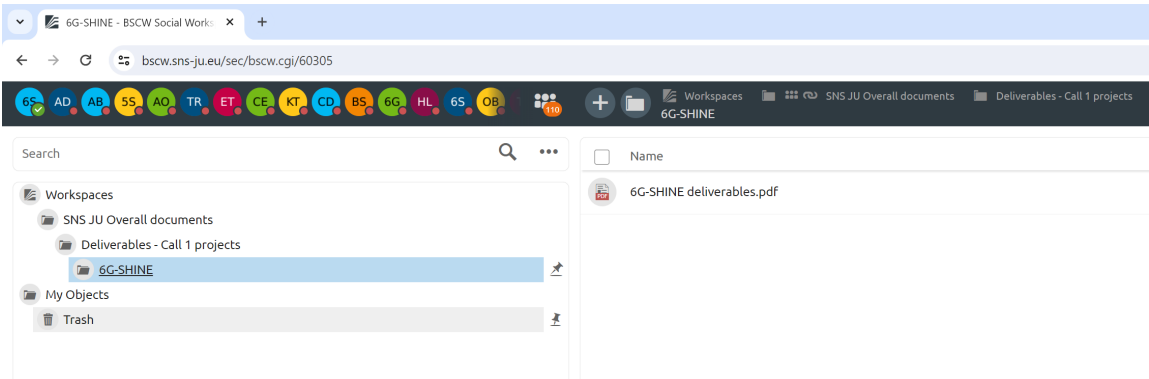 6G-SHINE - BSCW Social Works
bscw.sns-ju.eu/sec/bscw.cgi/60305
6S AD AB 5S AO TR ET CE KT CD BS 6G HL 6S OB 110
Workspaces SNS JU Overall documents Deliverables - Call 1 projects
6G-SHINE
Search
Name
Workspaces
6G-SHINE deliverables.pdf
SNS JU Overall documents
Deliverables - Call 1 projects
6G-SHINE
My Objects
Trash